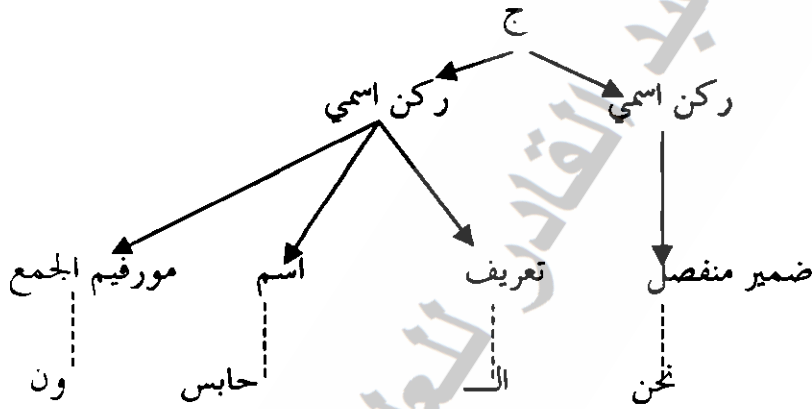 ج
ركن اسمي ركن اسمي
ضمير منفصل تعريف اسم مورفيم الجمع
نحن الـ حابس ون